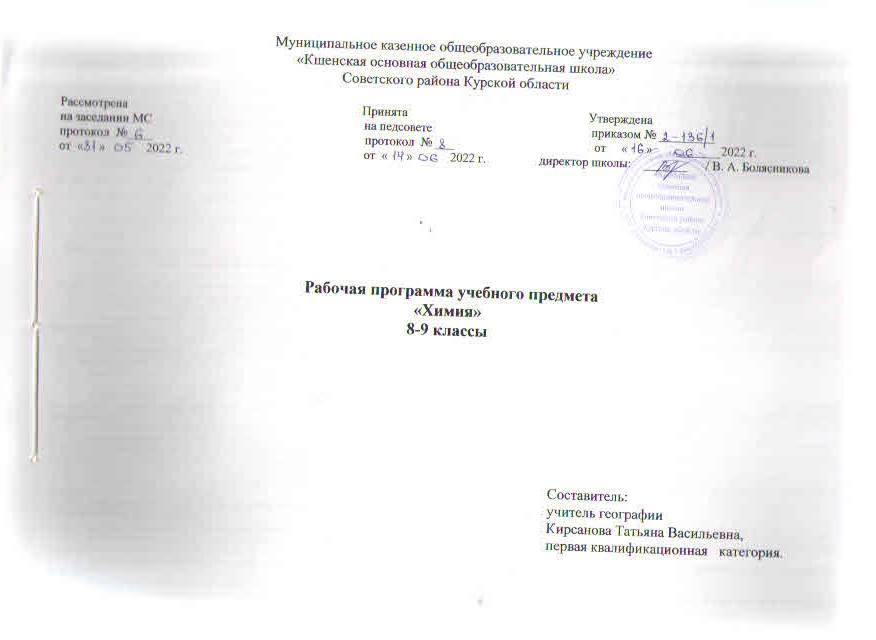 Муниципальное казенное общеобразовательное учреждение
«Кшенская основная общеобразовательная школа»
Советского района Курской области
Рассмотрена
на заседании МС
протокол № 6
от «31» 05 2022 г.
Принята
на педсовете
протокол № 8
от «14» 06 2022 г.
Утверждена
приказом № 2-136/1
от «16» 06 2022 г.
директор школы: / В. А. Болясникова
Рабочая программа учебного предмета
«Химия»
8-9 классы
Составитель:
учитель географии
Кирсанова Татьяна Васильевна,
первая квалификационная категория.